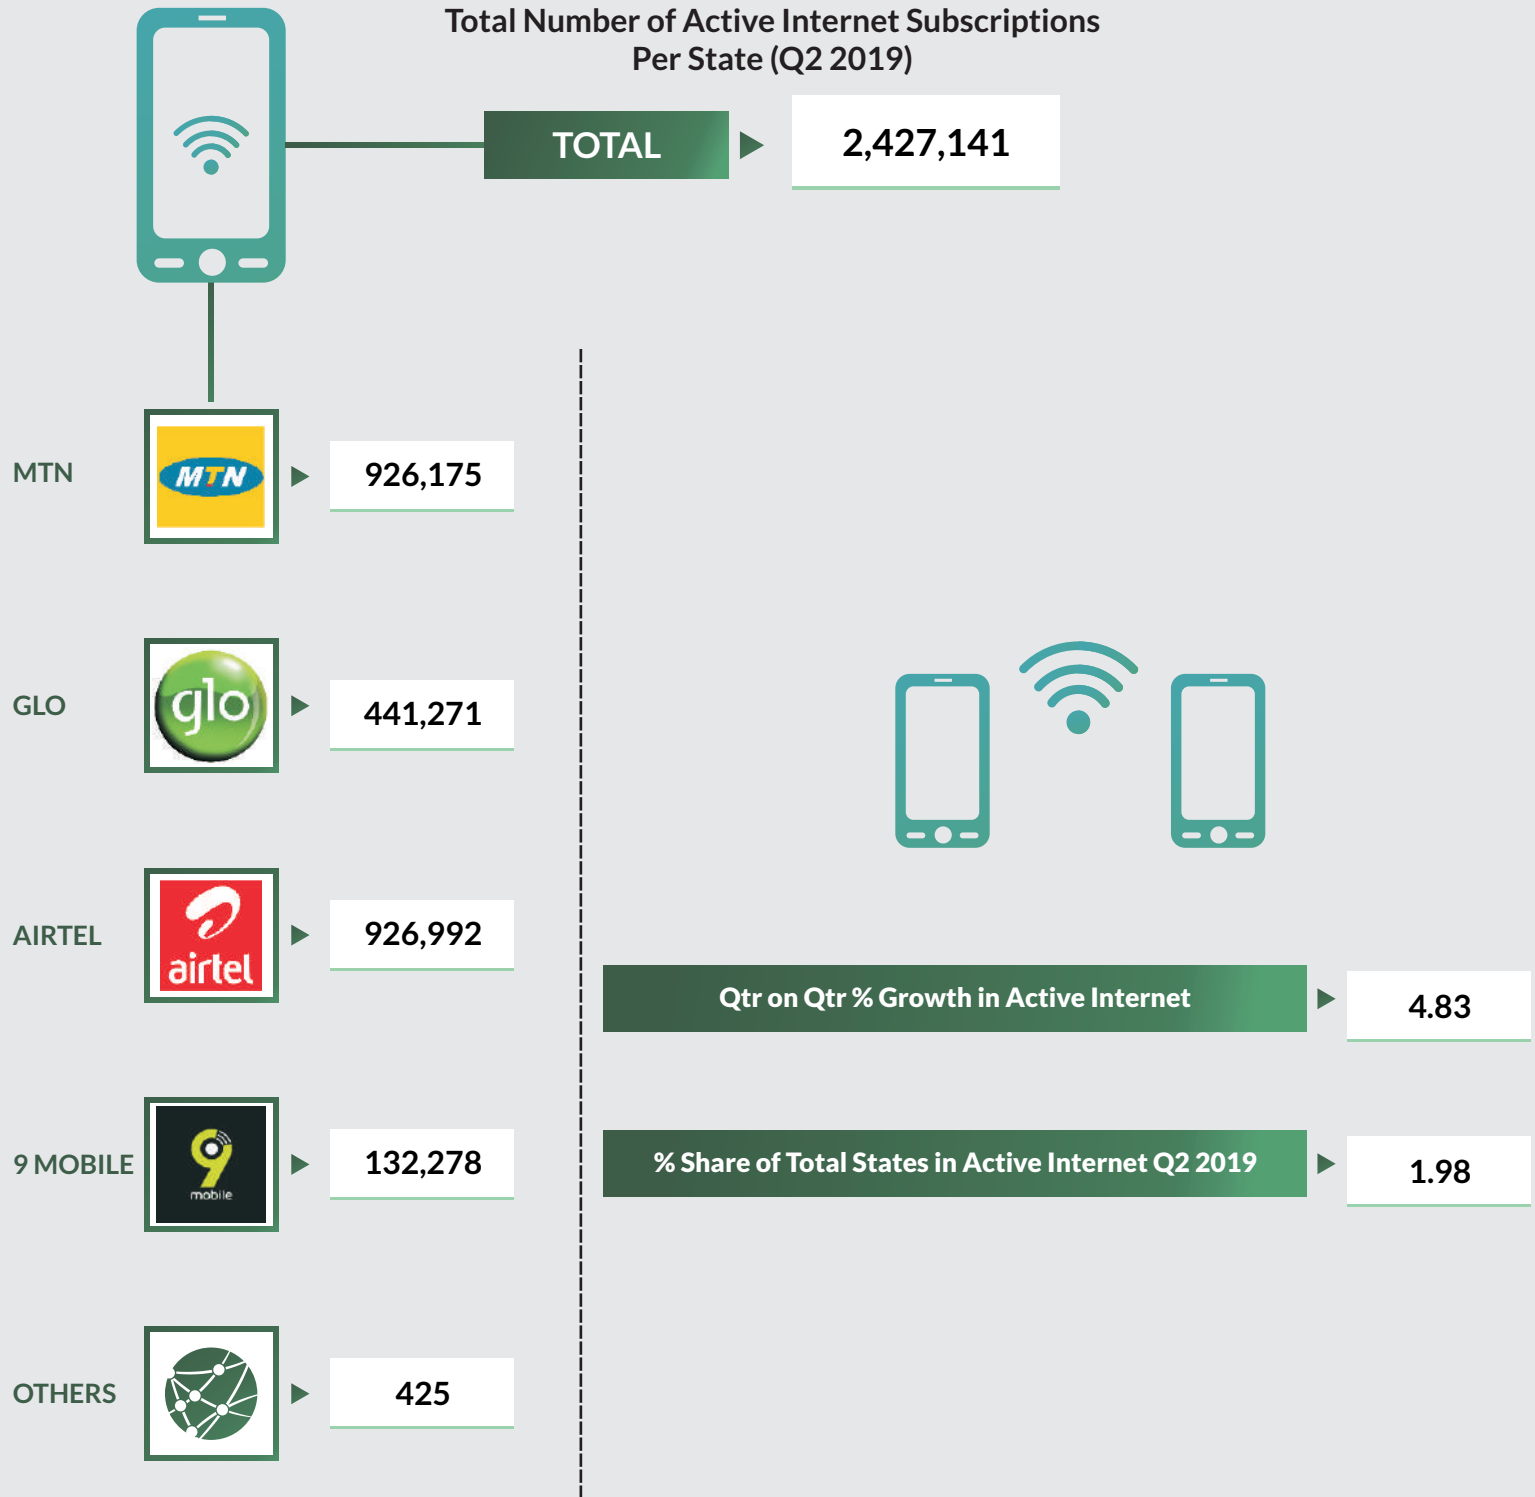 Total Number of Active Internet Subscriptions
Per State (Q2 2019)
TOTAL
2,427,141
MTN
MTN
926,175
GLO
glo
441,271
AIRTEL
airtel
926,992
Qtr on Qtr % Growth in Active Internet
4.83
9 MOBILE
9
mobile
132,278
% Share of Total States in Active Internet Q2 2019
1.98
OTHERS
425